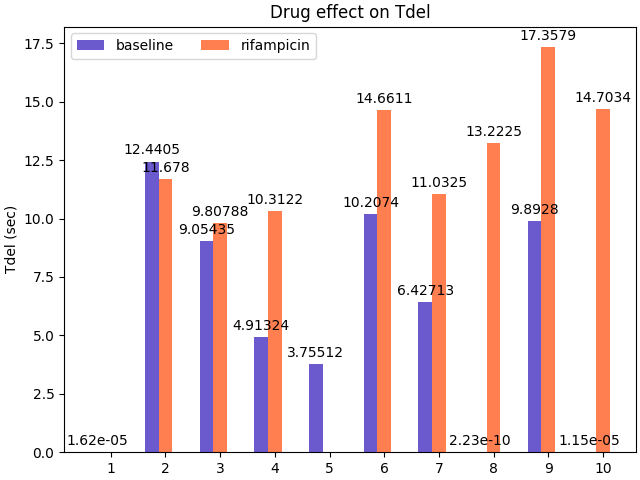 Drug effect on Tdel
baseline
rifampicin
Tdel (sec)
17.5
15.0
12.5
10.0
7.5
5.0
2.5
0.0
1.62e-05
12.4405
11.678
9.05435
9.80788
4.91324
10.3122
3.75512
10.2074
14.6611
6.42713
11.0325
2.23e-10
13.2225
9.8928
17.3579
1.15e-05
14.7034
1 2 3 4 5 6 7 8 9 10